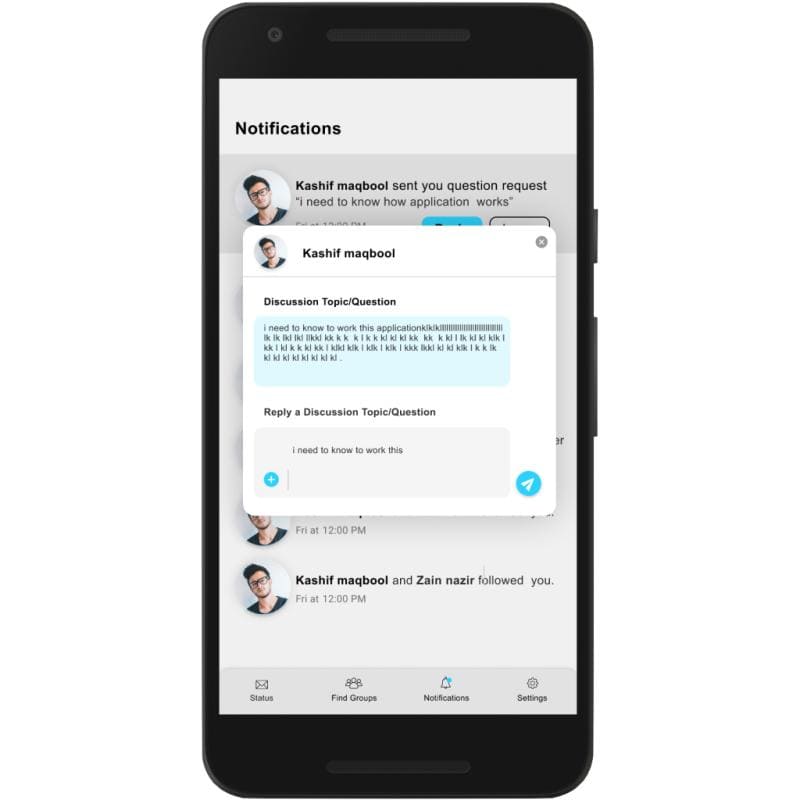 Notifications
Kashif maqbool sent you question request
“i need to know how application works”
Fri at 12:00 PM
Kashif maqbool
Discussion Topic/Question
i need to know to work this applicationklklkllllllllllllllllllllllllllllll
lk lk lkl lkl llkkl kk k k k l k k kl kl kl kk kk k kl l lk kl kl klk l
kk l kl k k kl kk l klkl klk l klk l klk l kkk lkkl kl kl klk l k k lk
kl kl kl kl kl kl kl kl .
Reply a Discussion Topic/Question
i need to know to work this
er
Fri at 12:00 PM
Kashif maqbool and Zain nazir followed you.
Fri at 12:00 PM
Status
Find Groups
Notifications
Settings